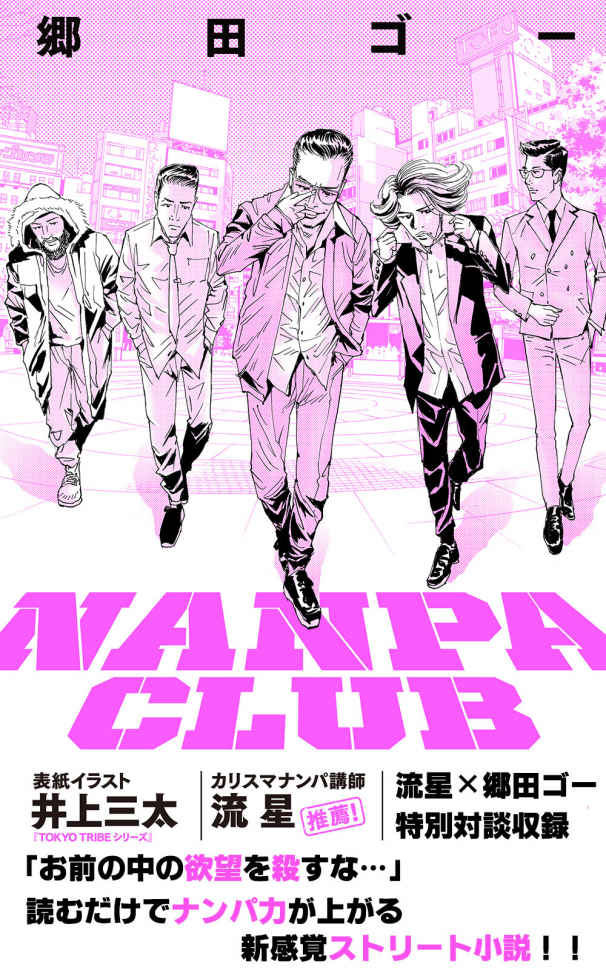 郷田ゴー
TOFU
NANPA
CLUB
表紙イラスト
井上三太
『TOKYO TRIBE シリーズ』
カリスマナンパ講師
流星
推薦!
流星×郷田ゴー
特別対談収録
「お前の中の欲望を殺すな…」
読むだけでナンパ力が上がる
新感覚ストリート小説!!